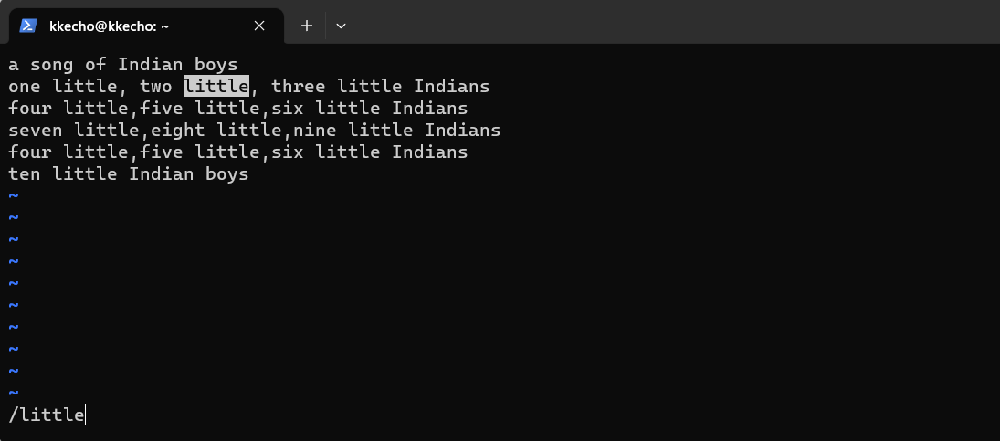 kkecho@kkecho: ~
a song of Indian boys
one little, two little, three little Indians
four little,five little,six little Indians
seven little,eight little,nine little Indians
four little,five little,six little Indians
ten little Indian boys
~
~
~
~
~
~
~
~
~
~
/little